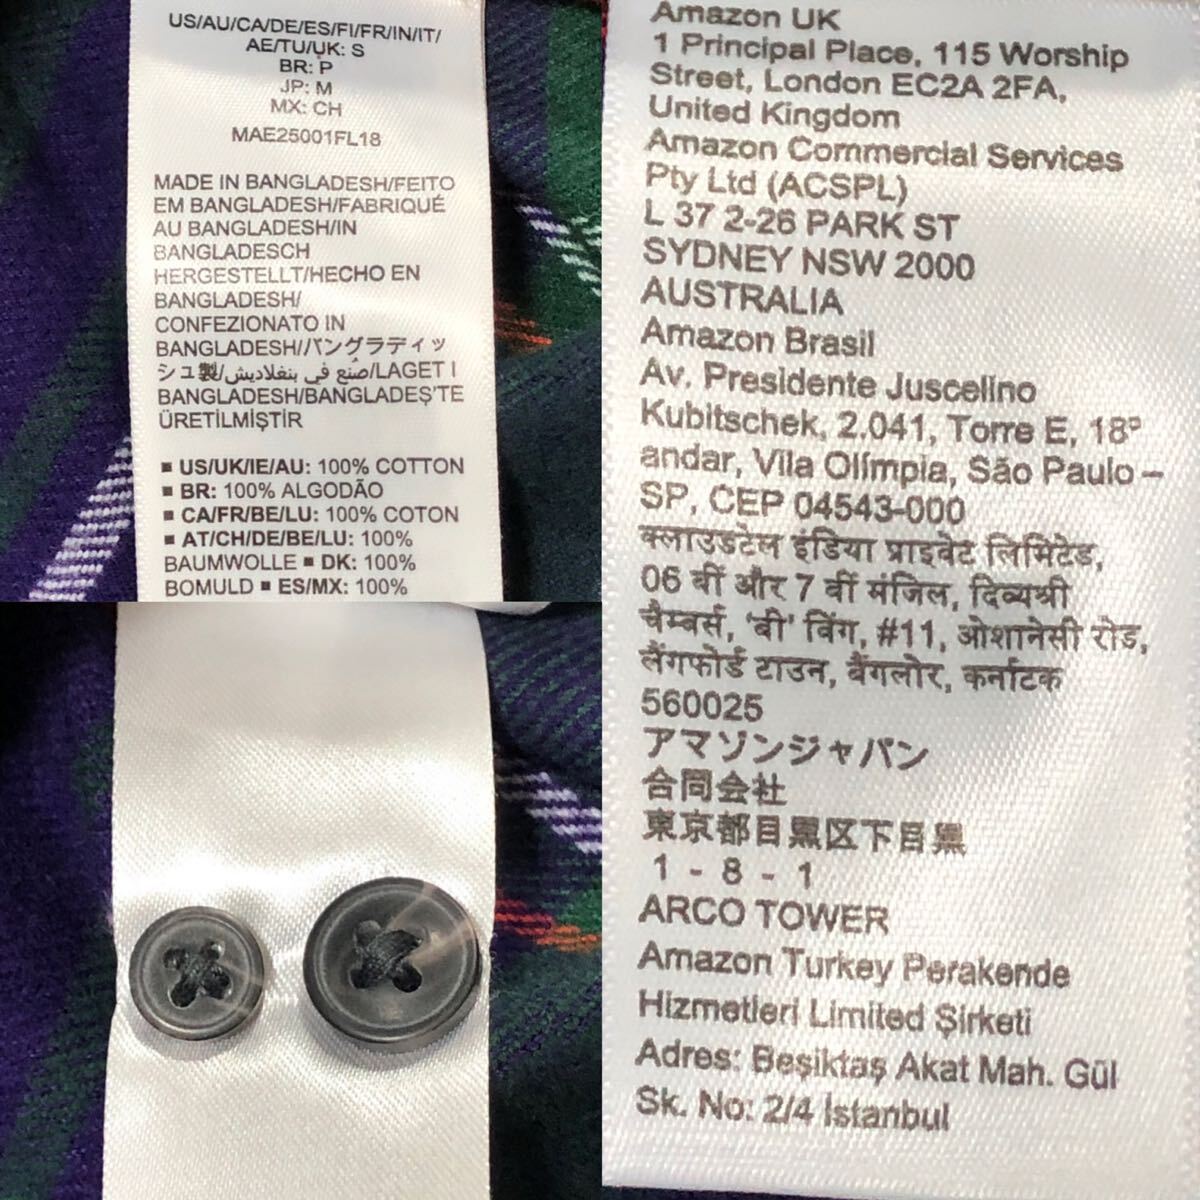 US/AU/CA/DE/ES/FI/FR/IN/IT/
AE/TU/UK: S
BR: P
JP: M
MX: CH
MAE25001FL18
MADE IN BANGLADESH/FEITO
EM BANGLADESH/FABRIQUÉ
AU BANGLADESH/IN
BANGLADESCH
HERGESTELLT/HECHO EN
BANGLADESH/
CONFEZIONATO IN
BANGLADESH/バングラディッ
シュ製/صُنع في بنغلاديش/LAGET I
BANGLADESH/BANGLADEŞ'TE
ÜRETİLMİŞTİR
▪ US/UK/IE/AU: 100% COTTON
▪ BR: 100% ALGODÃO
▪ CA/FR/BE/LU: 100% COTON
▪ AT/CH/DE/BE/LU: 100%
BAUMWOLLE ▪ DK: 100%
BOMULD ▪ ES/MX: 100%
Amazon UK
1 Principal Place, 115 Worship
Street, London EC2A 2FA,
United Kingdom
Amazon Commercial Services
Pty Ltd (ACSPL)
L 37 2-26 PARK ST
SYDNEY NSW 2000
AUSTRALIA
Amazon Brasil
Av. Presidente Juscelino
Kubitschek, 2.041, Torre E, 18º
andar, Vila Olímpia, São Paulo –
SP, CEP 04543-000
क्लाउडटेल इंडिया प्राइवेट लिमिटेड,
06 वीं और 7 वीं मंजिल, दिव्यश्री
चैम्बर्स, 'बी' विंग, #11, ओशानेसी रोड,
लैंगफोर्ड टाउन, बैंगलोर, कर्नाटक
560025
アマゾンジャパン
合同会社
東京都目黒区下目黒
1 - 8 - 1
ARCO TOWER
Amazon Turkey Perakende
Hizmetleri Limited Şirketi
Adres: Beşiktaş Akat Mah. Gül
Sk. No: 2/4 İstanbul